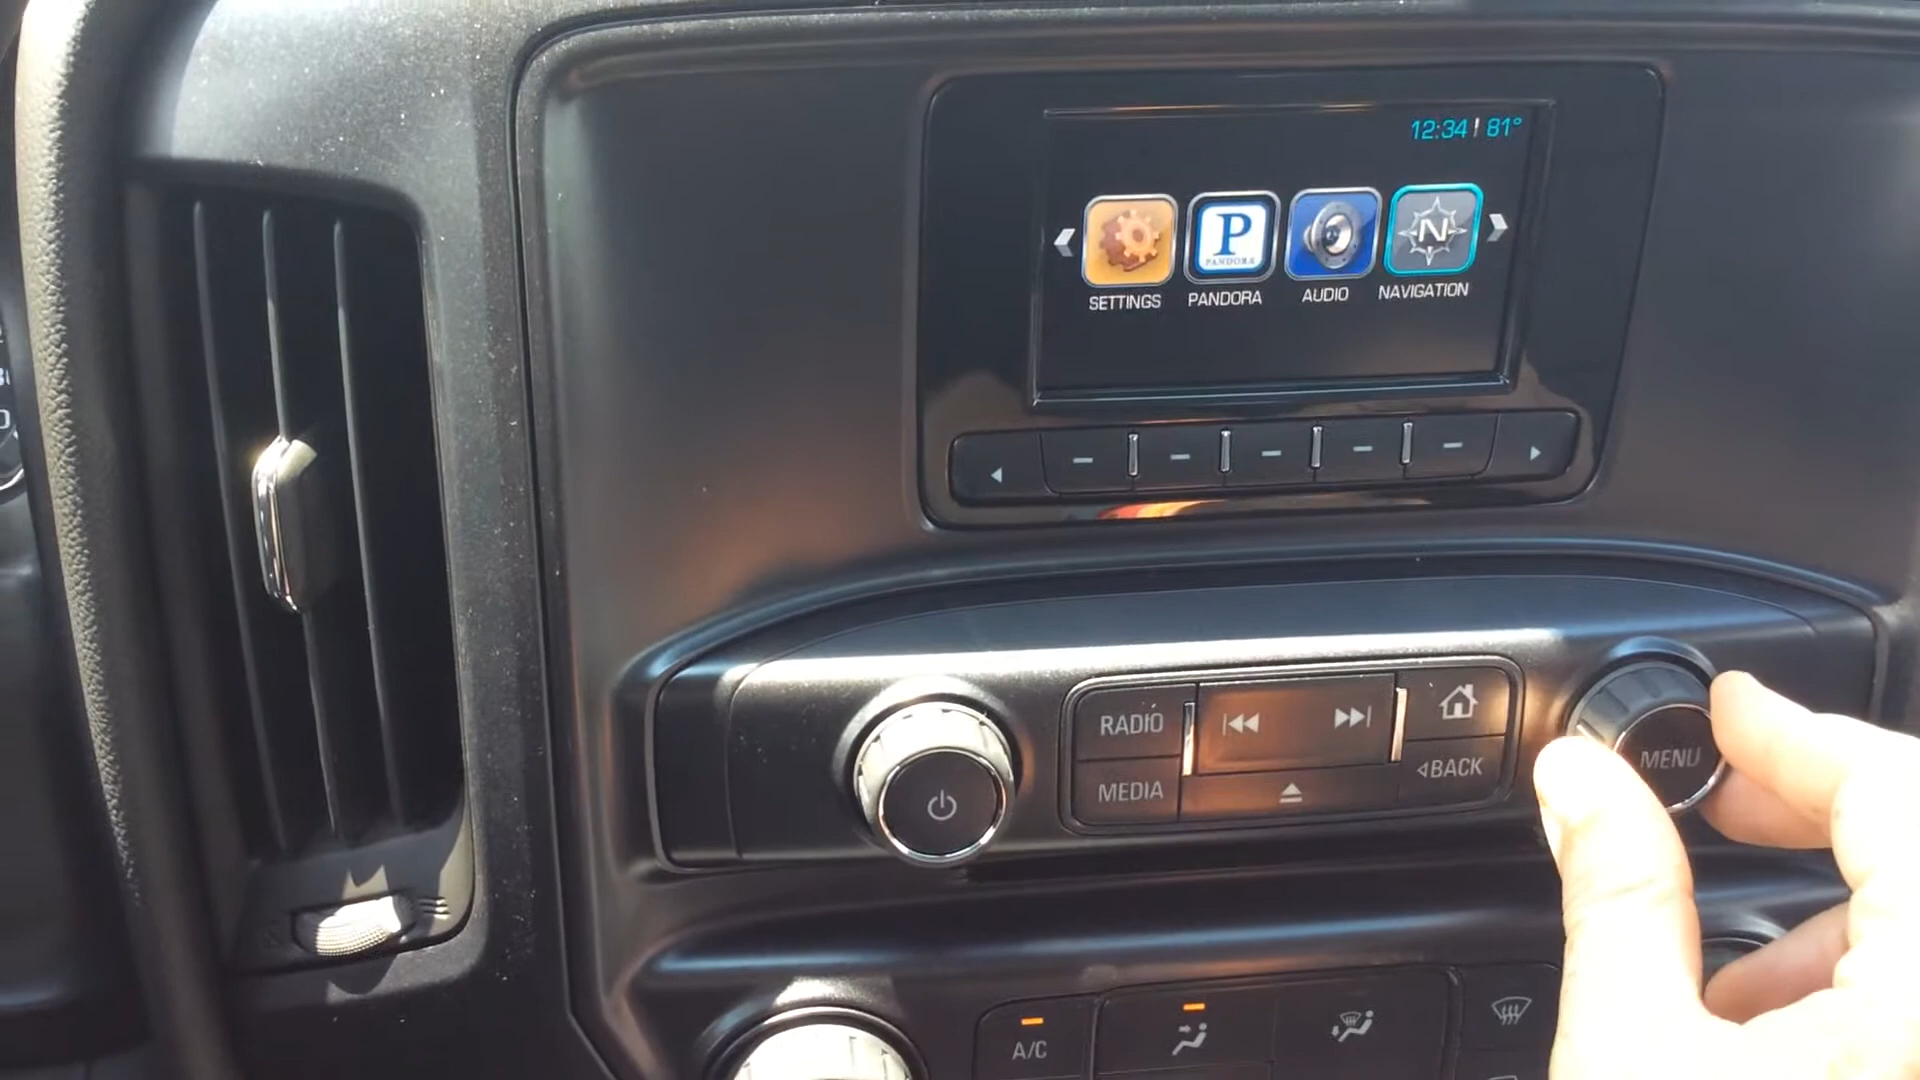 12:34 81°
N
P
PANDORA
SETTINGS PANDORA AUDIO NAVIGATION
RADIO
MEDIA
BACK
MENU
A/C